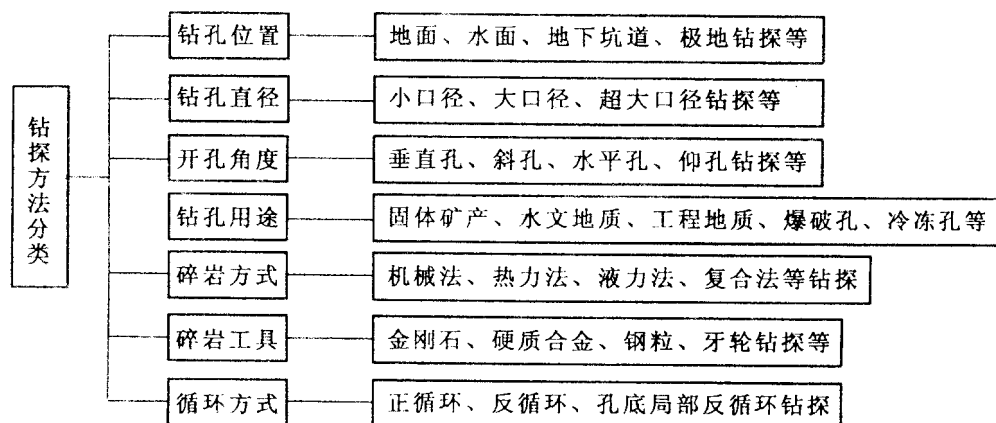 钻探方法分类
钻孔位置
地面、水面、地下坑道、极地钻探等
钻孔直径
小口径、大口径、超大口径钻探等
开孔角度
垂直孔、斜孔、水平孔、仰孔钻探等
钻孔用途
固体矿产、水文地质、工程地质、爆破孔、冷冻孔等
碎岩方式
机械法、热力法、液力法、复合法等钻探
碎岩工具
金刚石、硬质合金、钢粒、牙轮钻探等
循环方式
正循环、反循环、孔底局部反循环钻探